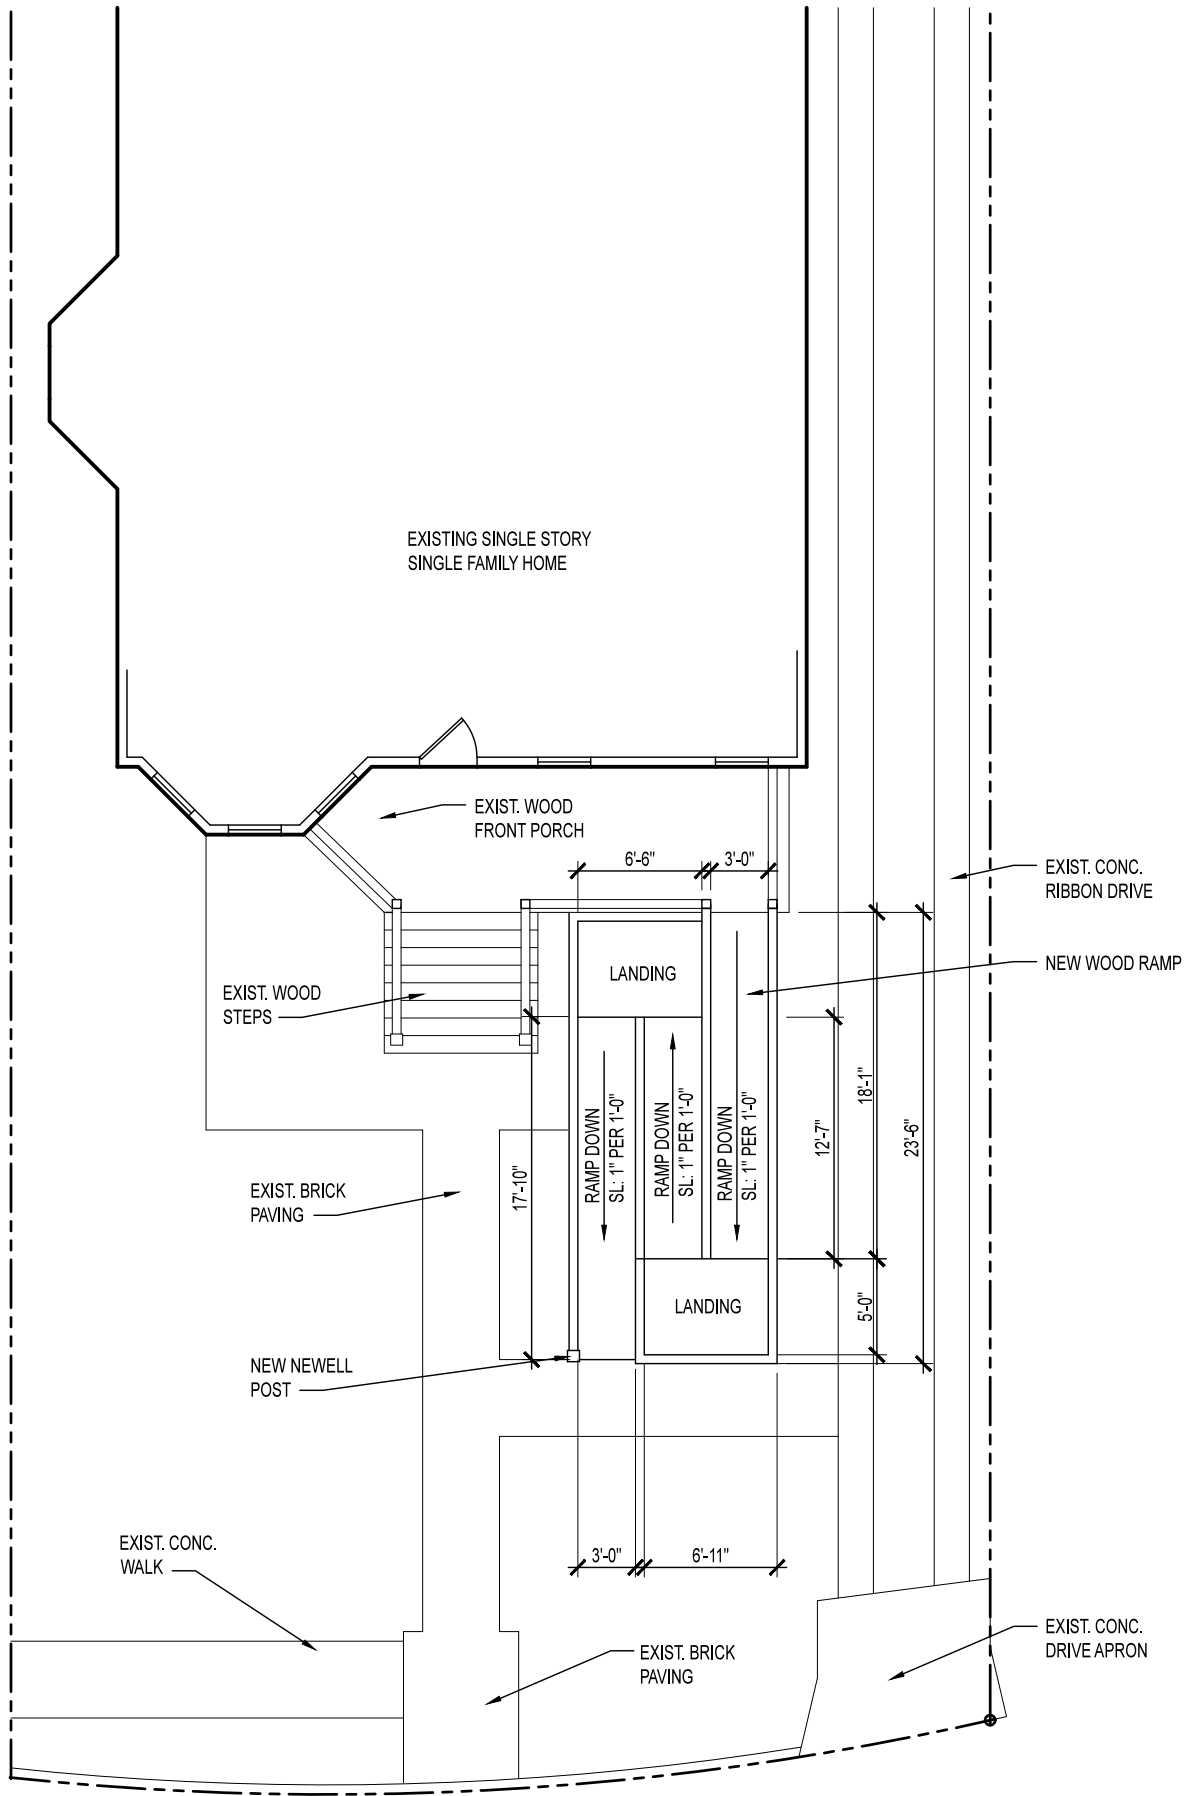 EXISTING SINGLE STORY
SINGLE FAMILY HOME
EXIST. WOOD
FRONT PORCH
6'-6"
3'-0"
EXIST. CONC.
RIBBON DRIVE
NEW WOOD RAMP
LANDING
EXIST. WOOD
STEPS
RAMP DOWN
SL: 1" PER 1'-0"
RAMP DOWN
SL: 1" PER 1'-0"
RAMP DOWN
SL: 1" PER 1'-0"
12'-7"
18'-1"
23'-6"
17'-10"
EXIST. BRICK
PAVING
5'-0"
LANDING
NEW NEWELL
POST
3'-0"
6'-11"
EXIST. CONC.
WALK
EXIST. BRICK
PAVING
EXIST. CONC.
DRIVE APRON